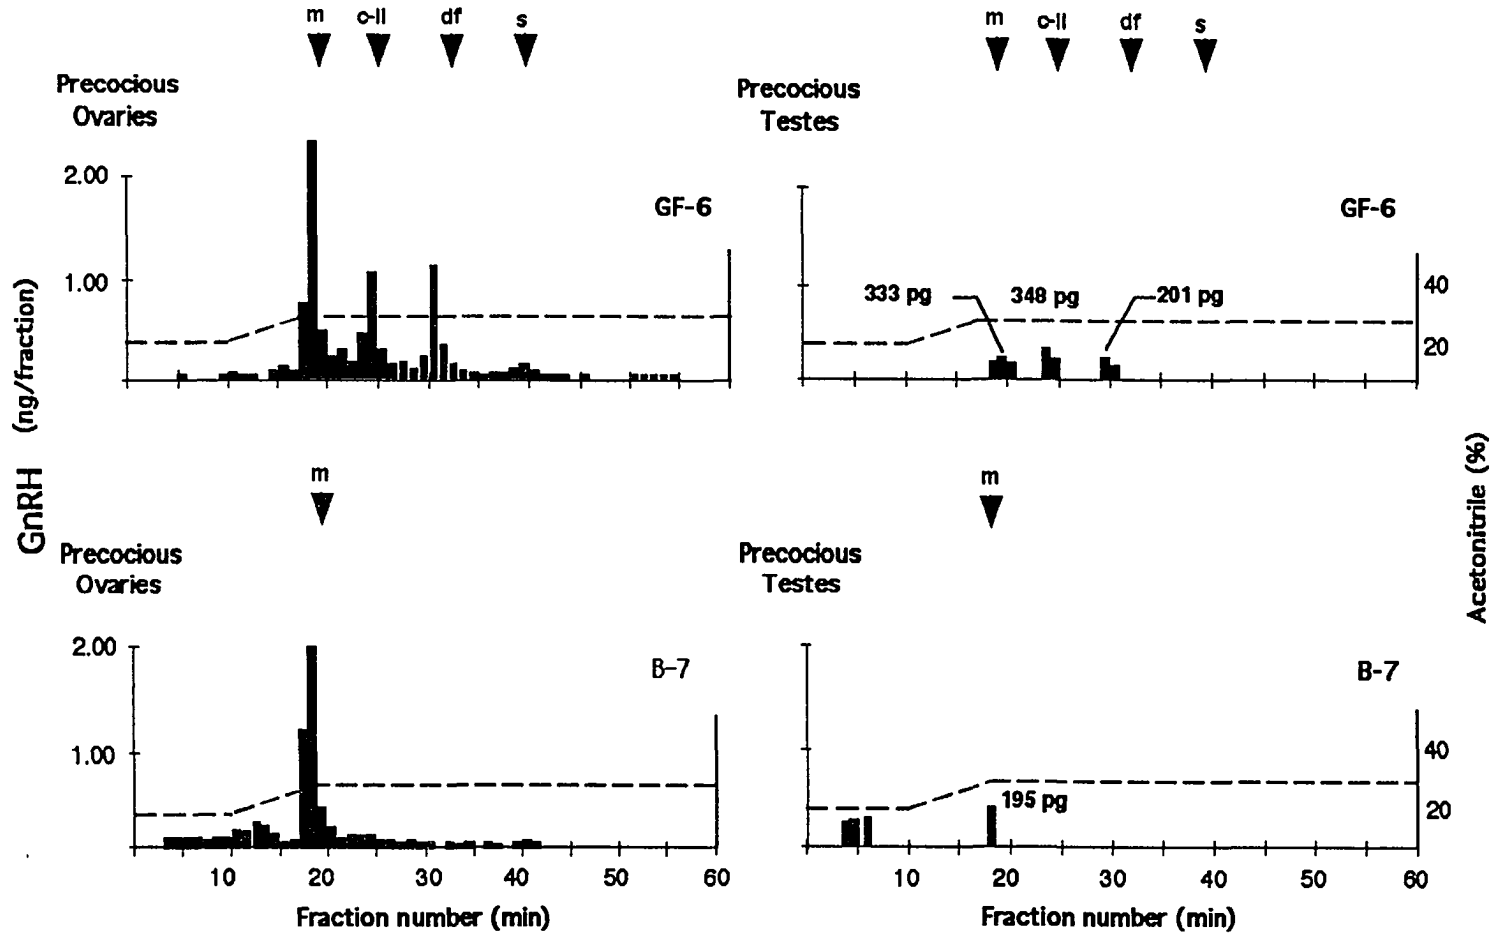 m c-II df s
m c-II df s
Precocious
Ovaries
Precocious
Testes
2.00
1.00
GF-6
GF-6
333 pg 348 pg 201 pg
40
20
GnRH (ng/fraction)
Acetonitrile (%)
m
m
Precocious
Ovaries
Precocious
Testes
2.00
1.00
B-7
B-7
195 pg
40
20
10 20 30 40 50 60
10 20 30 40 50 60
Fraction number (min)
Fraction number (min)